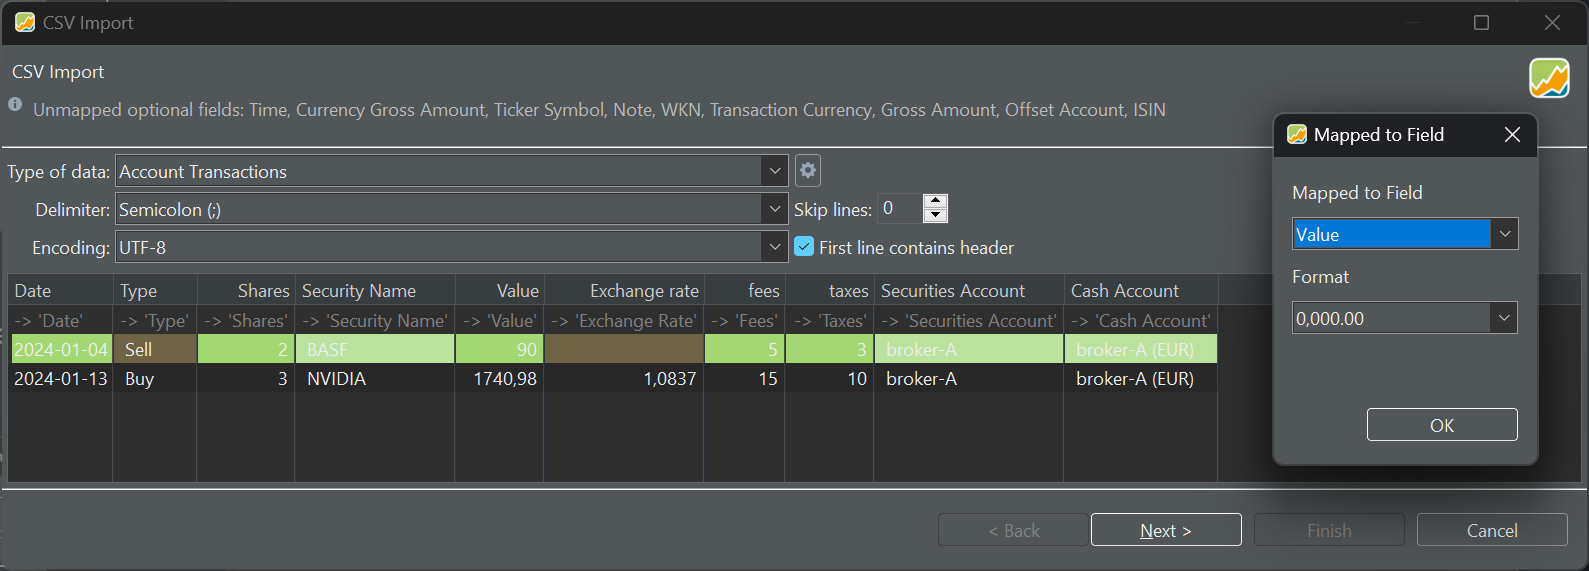 CSV Import
CSV Import
Unmapped optional fields: Time, Currency Gross Amount, Ticker Symbol, Note, WKN, Transaction Currency, Gross Amount, Offset Account, ISIN
Type of data: Account Transactions
Delimiter: Semicolon (;) Skip lines: 0
Encoding: UTF-8 First line contains header
Date Type Shares Security Name Value Exchange rate fees taxes Securities Account Cash Account
-> 'Date' -> 'Type' -> 'Shares' -> 'Security Name' -> 'Value' -> 'Exchange Rate' -> 'Fees' -> 'Taxes' -> 'Securities Account' -> 'Cash Account'
2024-01-04 Sell 2 BASF 90 5 3 broker-A broker-A (EUR)
2024-01-13 Buy 3 NVIDIA 1740,98 1,0837 15 10 broker-A broker-A (EUR)
< Back Next > Finish Cancel
Mapped to Field
Mapped to Field
Value
Format
0,000.00
OK